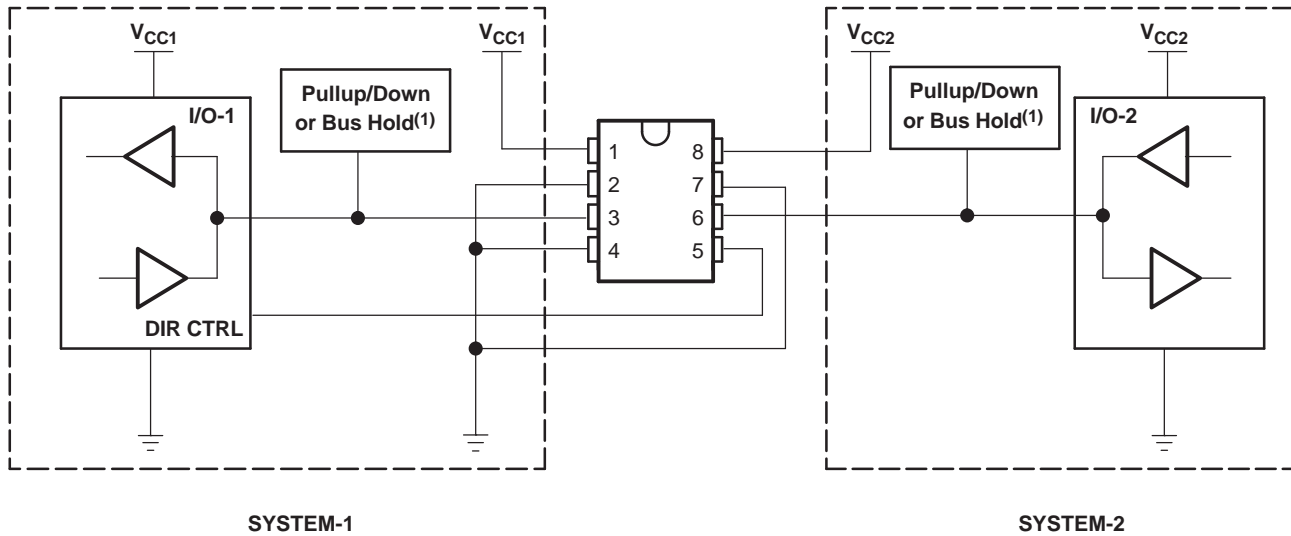 VCC1
VCC1
VCC2
VCC2
Pullup/Down
or Bus Hold(1)
Pullup/Down
or Bus Hold(1)
I/O-1
I/O-2
1
8
2
7
3
6
4
5
DIR CTRL
SYSTEM-1
SYSTEM-2